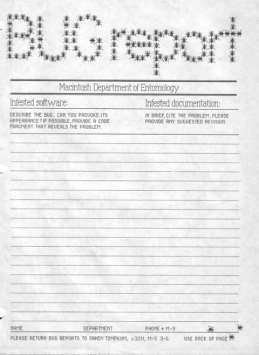 BUG report
Macintosh Department of Entomology
Infested software: Infested documentation:
DESCRIBE THE BUG. CAN YOU PROVOKE ITS IN BRIEF, CITE THE PROBLEM. PLEASE
APPEARANCE? IF POSSIBLE, PROVIDE A CODE PROVIDE ANY SUGGESTED REVISION.
FRAGMENT THAT REVEALS THE PROBLEM.
NAME DEPARTMENT PHONE + M-S
PLEASE RETURN BUG REPORTS TO M/S 3-G USE BACK OF PAGE